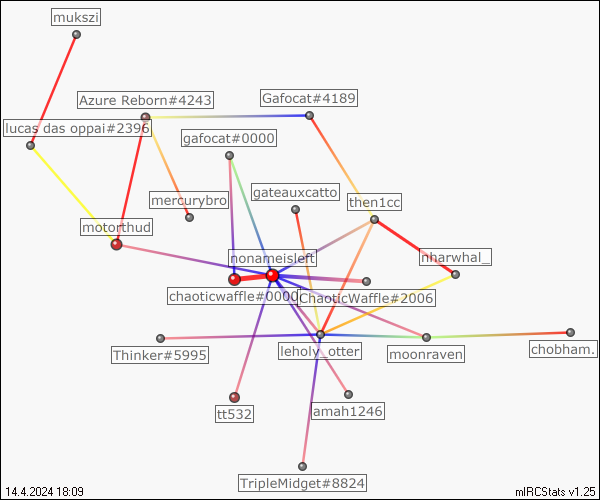 mukszi
Azure Reborn#4243
Gafocat#4189
lucas das oppai#2396
gafocat#0000
mercurybro
gateauxcatto
then1cc
motorthud
nonameisleft
nharwhal_
chaoticwaffle#0000
ChaoticWaffle#2006
Thinker#5995
leholy_otter
moonraven
chobham.
tt532
amah1246
TripleMidget#8824
14.4.2024 18:09
mIRCStats v1.25